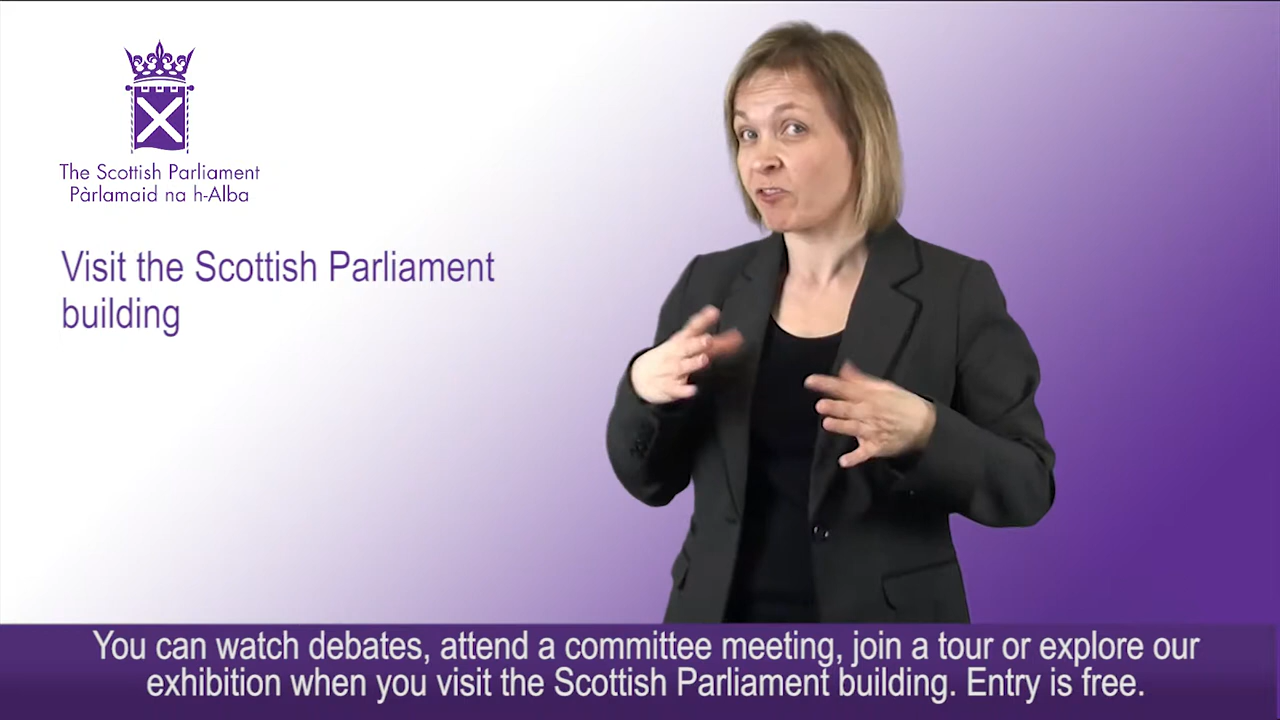 The Scottish Parliament
Pàrlamaid na h-Alba
Visit the Scottish Parliament
building
You can watch debates, attend a committee meeting, join a tour or explore our
exhibition when you visit the Scottish Parliament building. Entry is free.